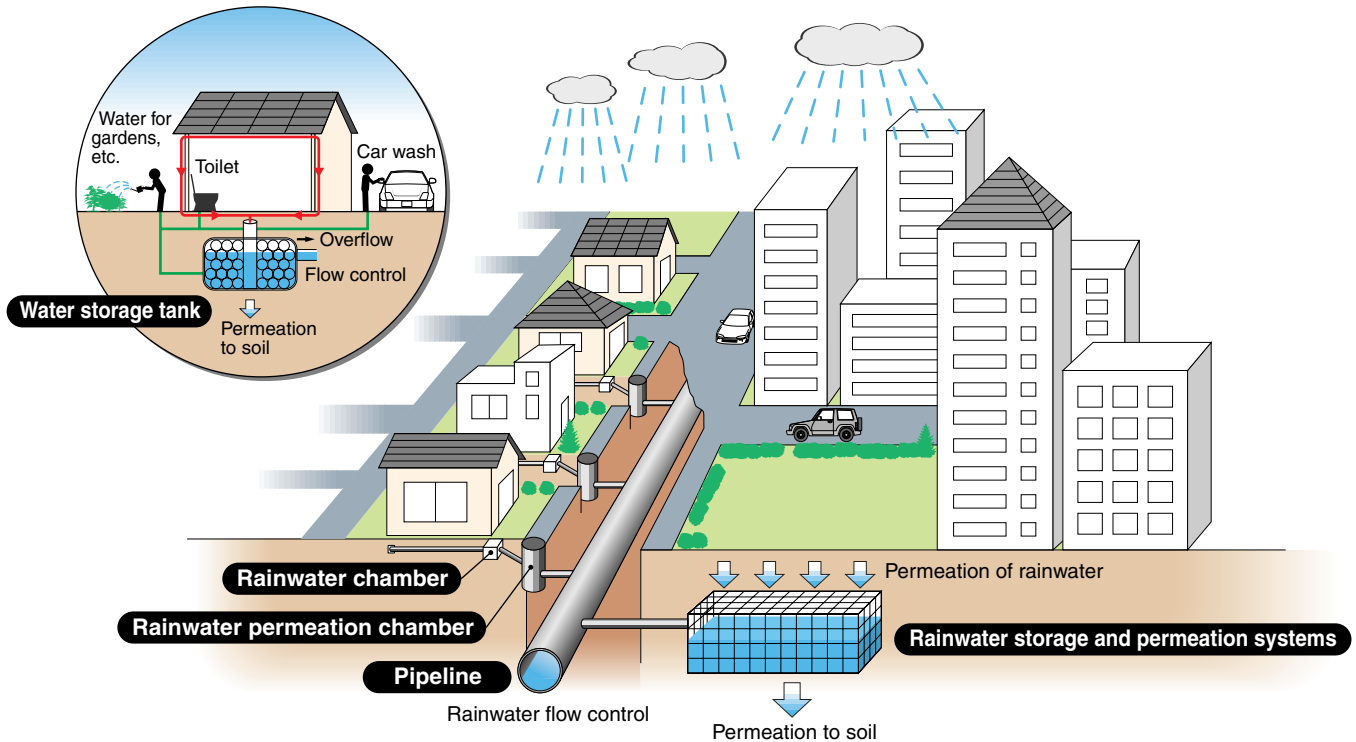 Water for
gardens,
etc.
Toilet
Car wash
Overflow
Flow control
Water storage tank
Permeation
to soil
Rainwater chamber
Permeation of rainwater
Rainwater permeation chamber
Rainwater storage and permeation systems
Pipeline
Rainwater flow control
Permeation to soil